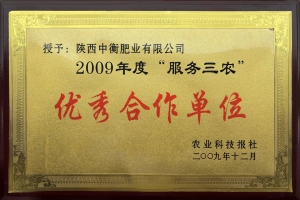 授予：陕西中衡肥业有限公司
2009年度“服务三农”
优秀合作单位
农业科技报社
二〇〇九年十二月